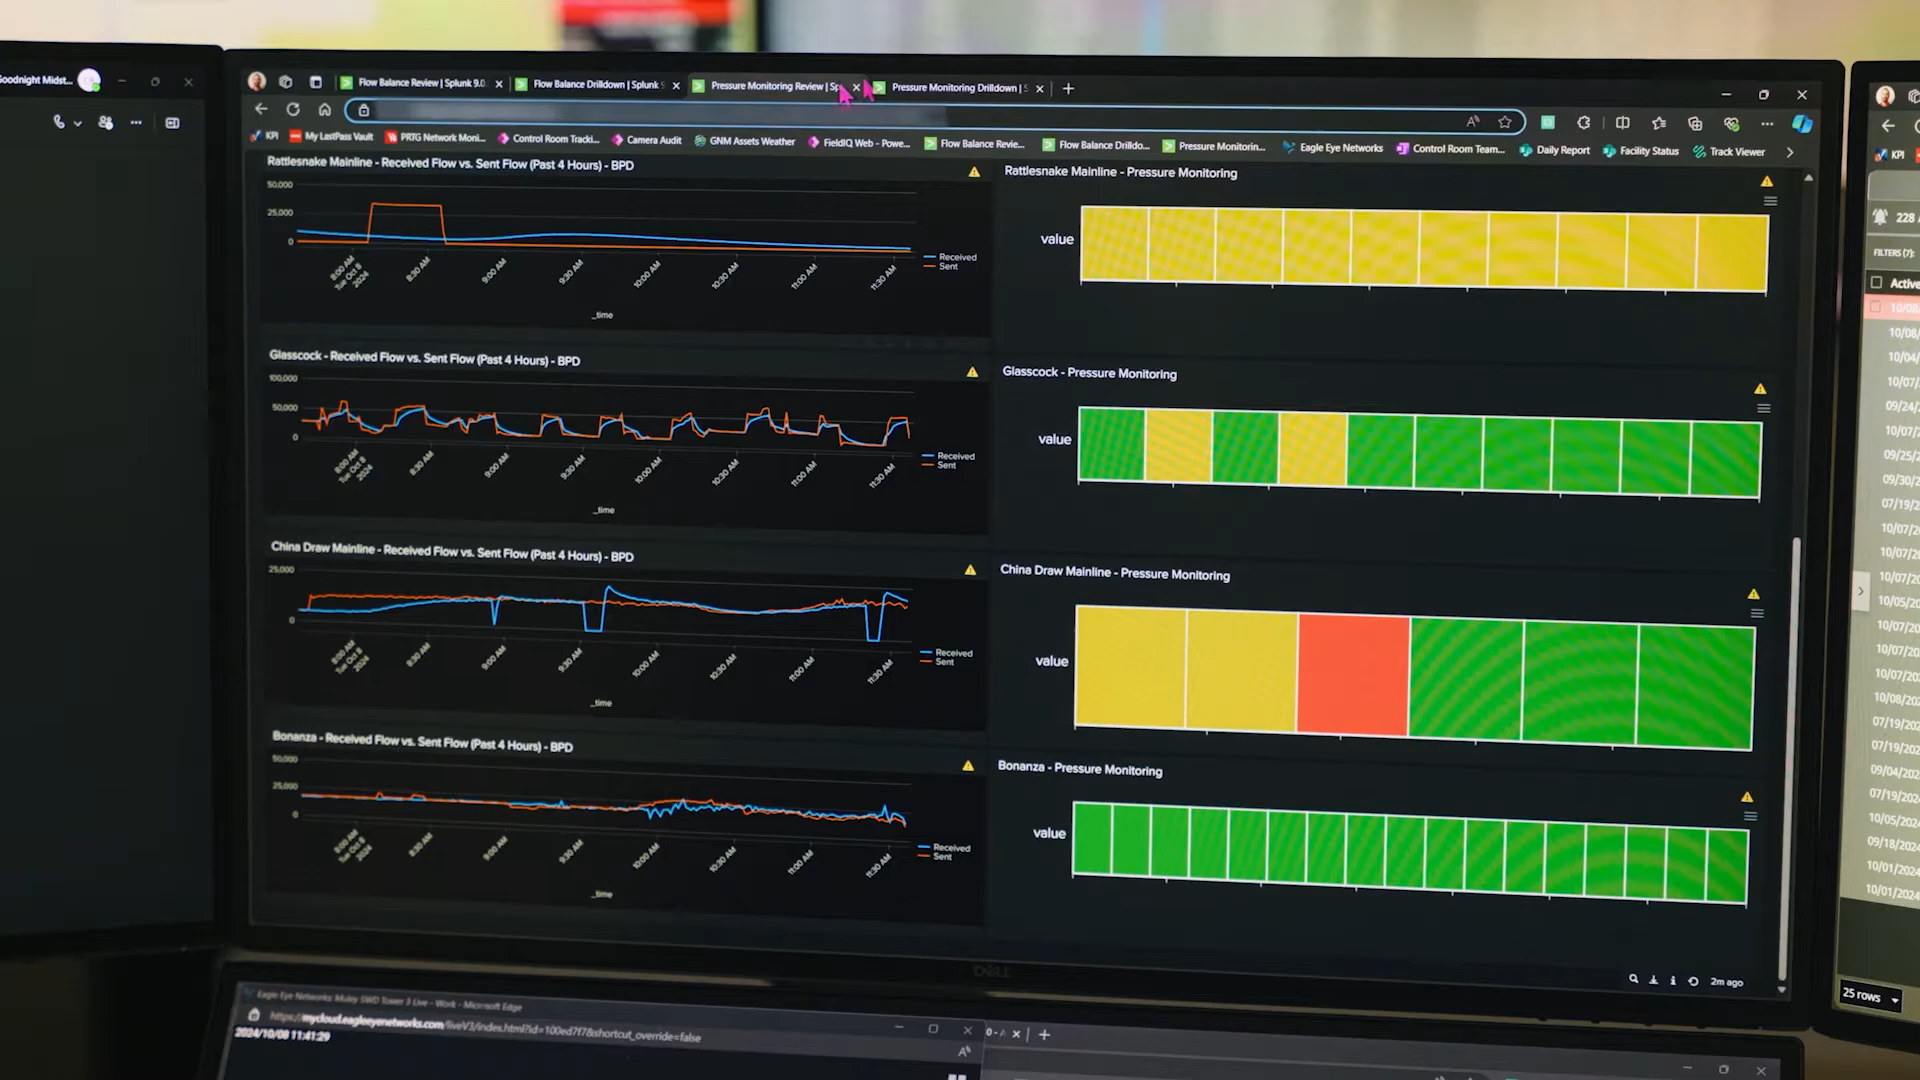 Goodnight Midst...
Flow Balance Review | Splunk 9.0.
Flow Balance Drilldown | Splunk 9
Pressure Monitoring Review | Sp
Pressure Monitoring Drilldown | S
KPI
My LastPass Vault
PRTG Network Moni...
Control Room Tracki...
Camera Audit
GNM Assets Weather
FieldIQ Web - Powe...
Flow Balance Revie...
Flow Balance Drilldo...
Pressure Monitorin...
Eagle Eye Networks
Control Room Team...
Daily Report
Facility Status
Track Viewer
Rattlesnake Mainline - Received Flow vs. Sent Flow (Past 4 Hours) - BPD
50,000
25,000
0
8:00 AM
Tue Oct 8
2024
8:30 AM
9:00 AM
9:30 AM
10:00 AM
10:30 AM
11:00 AM
11:30 AM
_time
Received
Sent
Rattlesnake Mainline - Pressure Monitoring
value
Glasscock - Received Flow vs. Sent Flow (Past 4 Hours) - BPD
100,000
50,000
0
8:00 AM
Tue Oct 8
2024
8:30 AM
9:00 AM
9:30 AM
10:00 AM
10:30 AM
11:00 AM
11:30 AM
_time
Received
Sent
Glasscock - Pressure Monitoring
value
China Draw Mainline - Received Flow vs. Sent Flow (Past 4 Hours) - BPD
25,000
0
8:00 AM
Tue Oct 8
2024
8:30 AM
9:00 AM
9:30 AM
10:00 AM
10:30 AM
11:00 AM
11:30 AM
_time
Received
Sent
China Draw Mainline - Pressure Monitoring
value
Bonanza - Received Flow vs. Sent Flow (Past 4 Hours) - BPD
50,000
25,000
0
8:00 AM
Tue Oct 8
2024
8:30 AM
9:00 AM
9:30 AM
10:00 AM
10:30 AM
11:00 AM
11:30 AM
_time
Received
Sent
Bonanza - Pressure Monitoring
value
2m ago
DELL
KPI
228
FILTERS (7):
Active
10/08/
10/08/
10/04/
10/07/
09/24/
10/07/
09/25/
09/30/2
07/19/2
10/07/2
10/07/2
10/07/20
10/05/20
10/07/20
10/07/20
10/07/20
10/08/20
07/19/20
07/19/202
09/04/202
07/19/202
10/05/202
09/18/2024
10/01/2024
10/01/2024
25 rows
Eagle Eye Networks: Muley SWD Tower 3 Live - Work - Microsoft Edge
https://mycloud.eagleeyenetworks.com/liveV3/index.html?id=100ed7f7&shortcut_override=false
2024/10/08 11:41:29